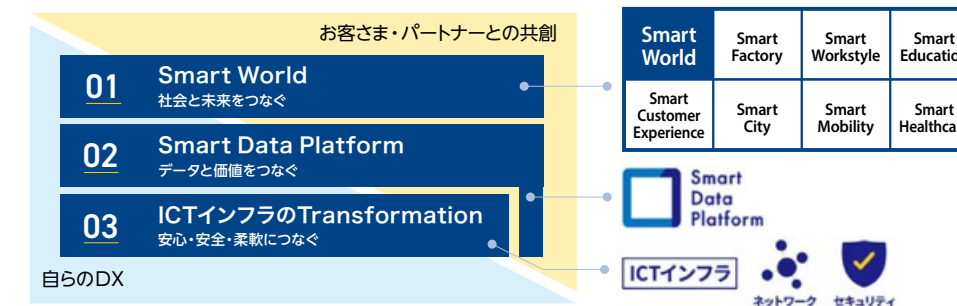 お客さま・パートナーとの共創
01
Smart World
社会と未来をつなぐ
02
Smart Data Platform
データと価値をつなぐ
03
ICTインフラのTransformation
安心・安全・柔軟につなぐ
自らのDX
Smart
World
Smart
Factory
Smart
Workstyle
Smart
Educatio
Smart
Customer
Experience
Smart
City
Smart
Mobility
Smart
Healthca
Smart
Data
Platform
ICTインフラ
ネットワーク
セキュリティ